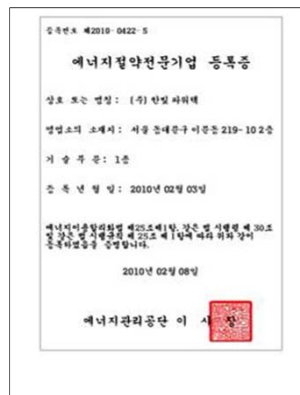 등록번호 제2010-0422-5
에너지절약전문기업 등록증
상호 또는 명칭 : (주) 한빛 파워텍
영업소의 소재지 : 서울 동대문구 이문동 219-10 2층
기 술 부 문 : 1종
등 록 년 월 일 : 2010년 02월 03일
에너지이용합리화법 제25조제1항, 같은 법 시행령 제 30조
및 같은 법 시행규칙 제 25조 제 1항에 따라 위와 같이
등록하였음을 증명합니다.
2010년 02월 08일
에너지관리공단 이 사 장